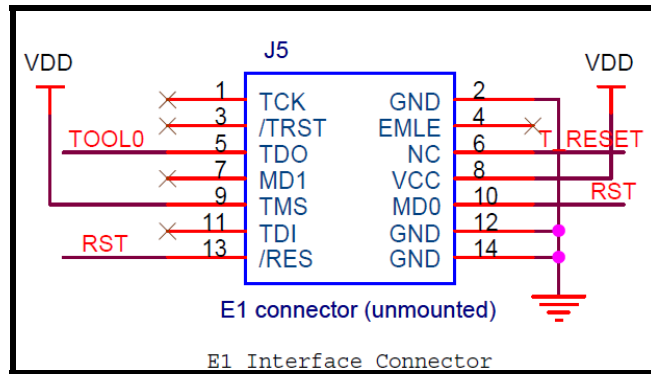 J5
VDD VDD
1 TCK GND 2
3 /TRST EMLE 4
TOOL0 5 TDO NC 6 T_RESET
7 MD1 VCC 8
9 TMS MD0 10 RST
11 TDI GND 12
RST 13 /RES GND 14
E1 connector (unmounted)
E1 Interface Connector